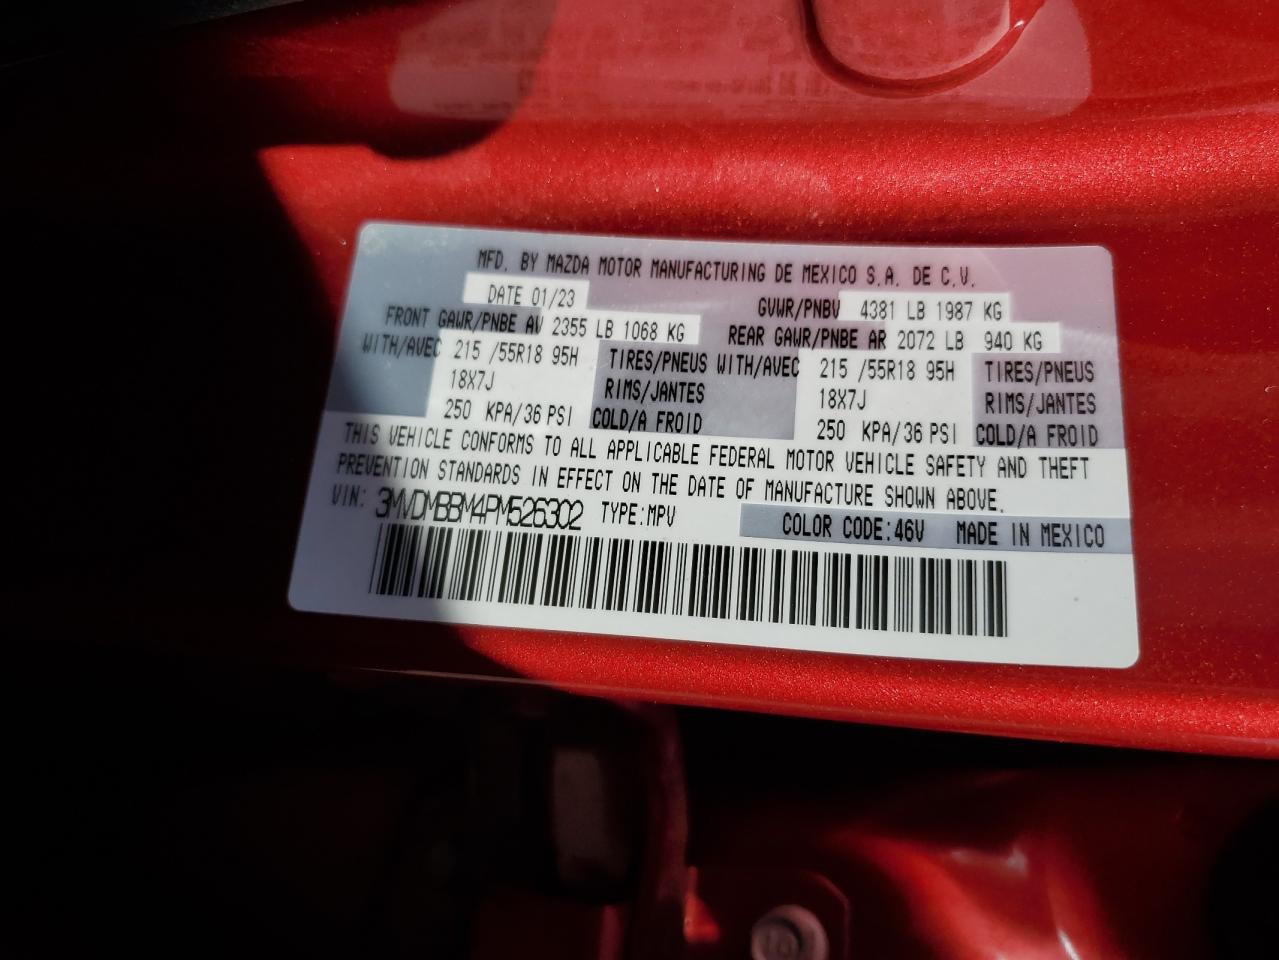 MFD. BY MAZDA MOTOR MANUFACTURING DE MEXICO S.A. DE C.V.
DATE 01/23 GVWR/PNBV 4381 LB 1987 KG
FRONT GAWR/PNBE AV 2355 LB 1068 KG REAR GAWR/PNBE AR 2072 LB 940 KG
WITH/AVEC 215 /55R18 95H TIRES/PNEUS WITH/AVEC 215 /55R18 95H TIRES/PNEUS
18X7J RIMS/JANTES 18X7J RIMS/JANTES
250 KPA/36 PSI COLD/A FROID 250 KPA/36 PSI COLD/A FROID
THIS VEHICLE CONFORMS TO ALL APPLICABLE FEDERAL MOTOR VEHICLE SAFETY AND THEFT
PREVENTION STANDARDS IN EFFECT ON THE DATE OF MANUFACTURE SHOWN ABOVE.
VIN: 3MVDMBBM4PM526302 TYPE:MPV COLOR CODE:46V MADE IN MEXICO